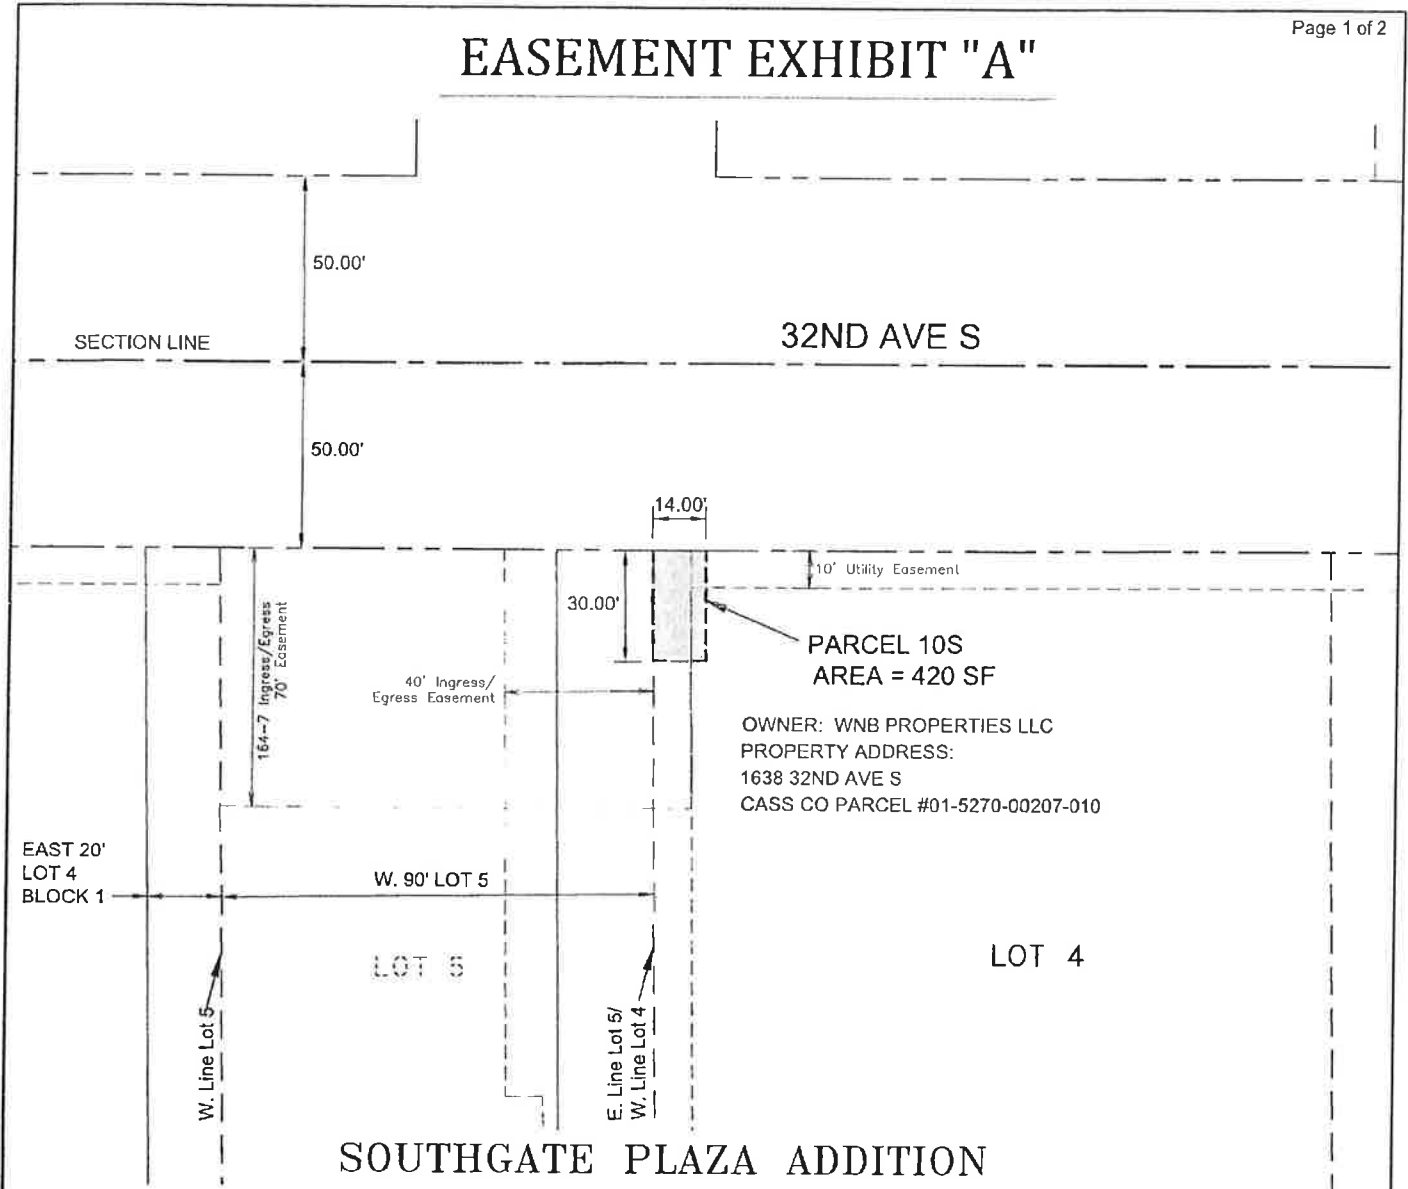 Page 1 of 2
EASEMENT EXHIBIT "A"
50.00'
SECTION LINE
32ND AVE S
50.00'
14.00'
10' Utility Easement
30.00'
164-7 Ingress/Egress
70' Easement
PARCEL 10S
AREA = 420 SF
40' Ingress/
Egress Easement
OWNER: WNB PROPERTIES LLC
PROPERTY ADDRESS:
1638 32ND AVE S
CASS CO PARCEL #01-5270-00207-010
EAST 20'
LOT 4
BLOCK 1
W. 90' LOT 5
LOT 5
LOT 4
W. Line Lot 5
E. Line Lot 5/
W. Line Lot 4
SOUTHGATE PLAZA ADDITION